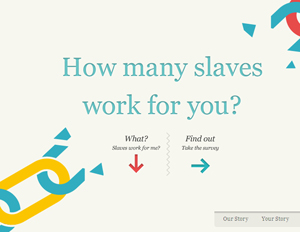 How many slaves
work for you?
What?
Slaves work for me?
Find out
Take the survey
Our Story
Your Story